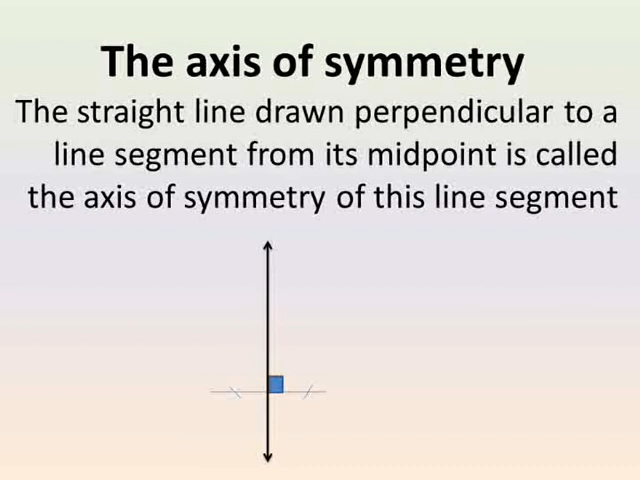 The axis of symmetry
The straight line drawn perpendicular to a
line segment from its midpoint is called
the axis of symmetry of this line segment